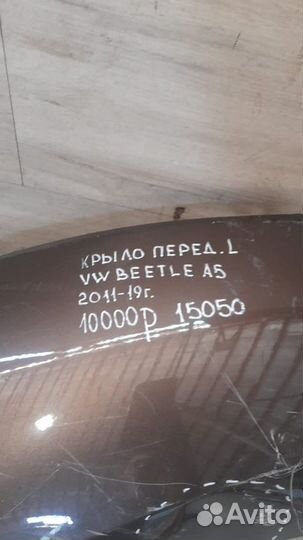 КРЫЛО ПЕРЕД. L
VW BEETLE A5
2011-19г.
10000р 15050
Avito